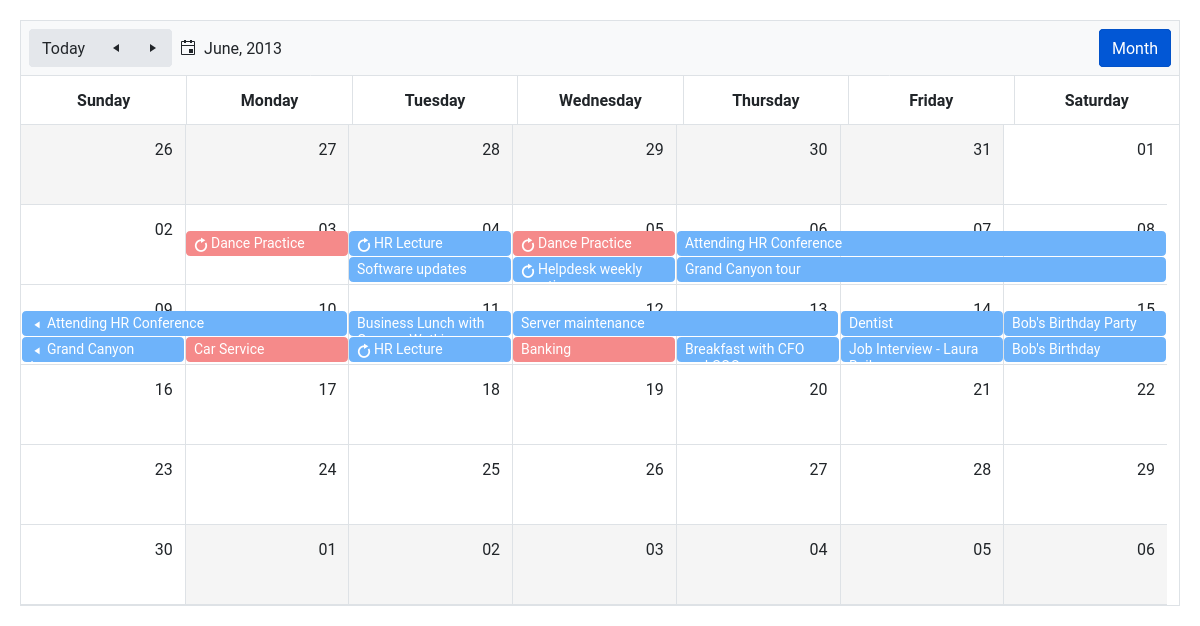 Today June, 2013 Month
Sunday Monday Tuesday Wednesday Thursday Friday Saturday
26 27 28 29 30 31 01
02 03 04 05 06 07 08
Dance Practice HR Lecture Dance Practice Attending HR Conference
Software updates Helpdesk weekly Grand Canyon tour
09 10 11 12 13 14 15
Attending HR Conference Business Lunch with Server maintenance Dentist Bob's Birthday Party
Grand Canyon Car Service HR Lecture Banking Breakfast with CFO Job Interview - Laura Bob's Birthday
16 17 18 19 20 21 22
23 24 25 26 27 28 29
30 01 02 03 04 05 06